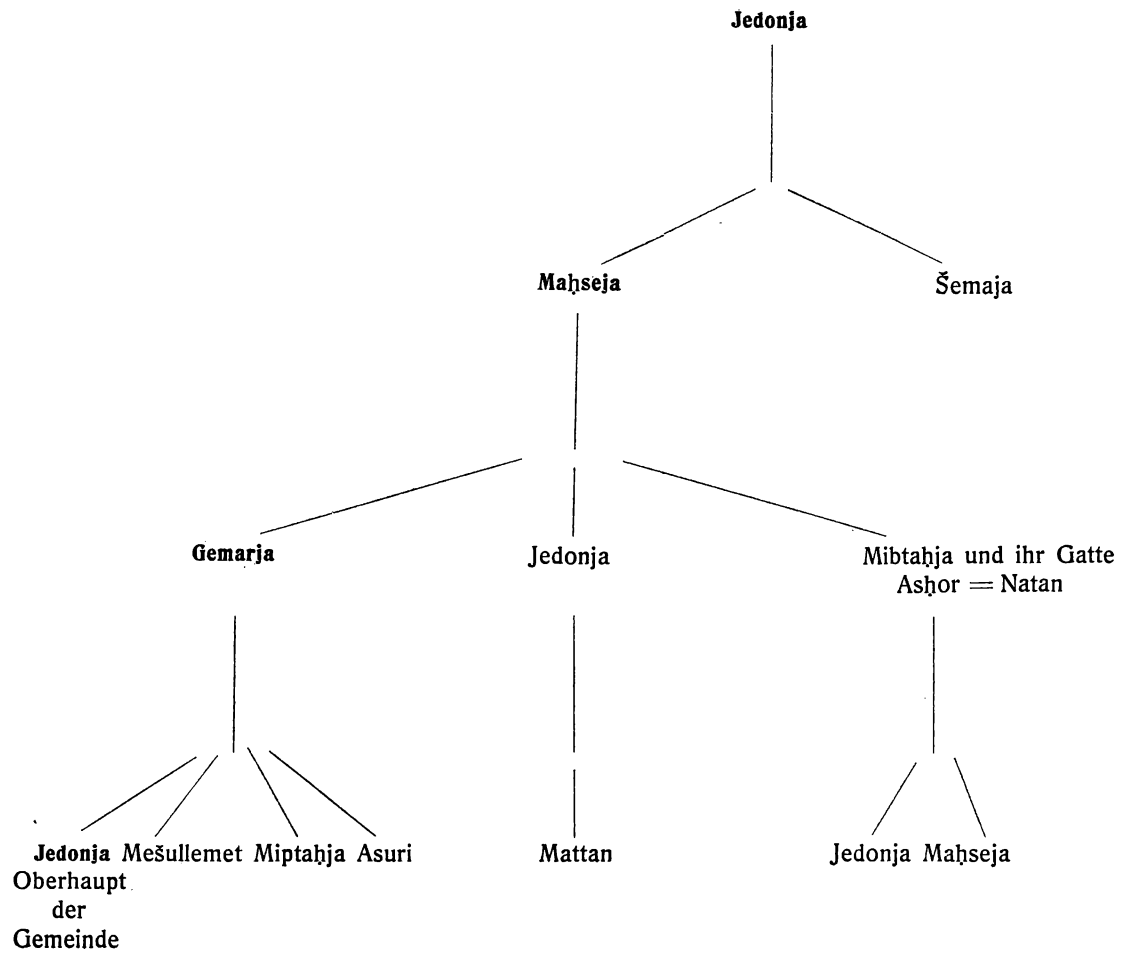 Jedonja
Maḥseja Šemaja
Gemarja Jedonja Mibtaḥja und ihr Gatte
Asḥor = Natan
Jedonja Mešullemet Miptaḥja Asuri Mattan Jedonja Maḥseja
Oberhaupt
der
Gemeinde